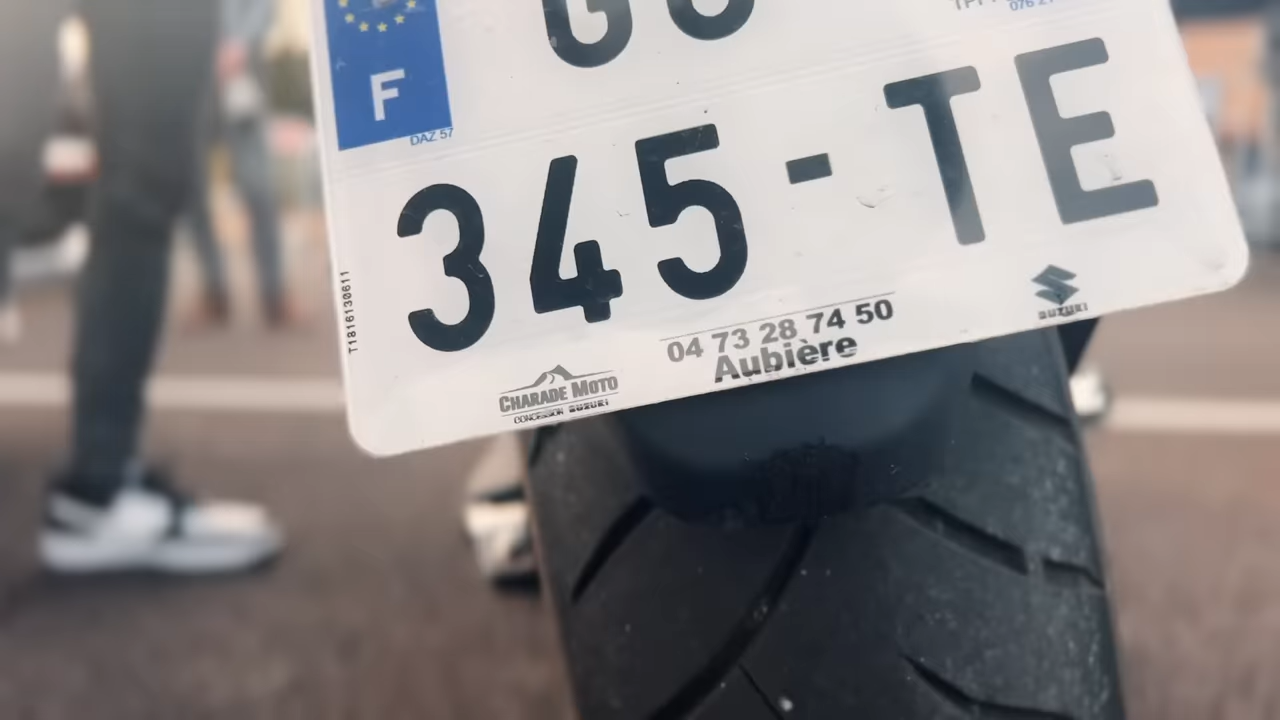 F
DAZ 57
345-TE
T1816130611
04 73 28 74 50
Aubière
CHARADE MOTO
CONCESSION SUZUKI
SUZUKI